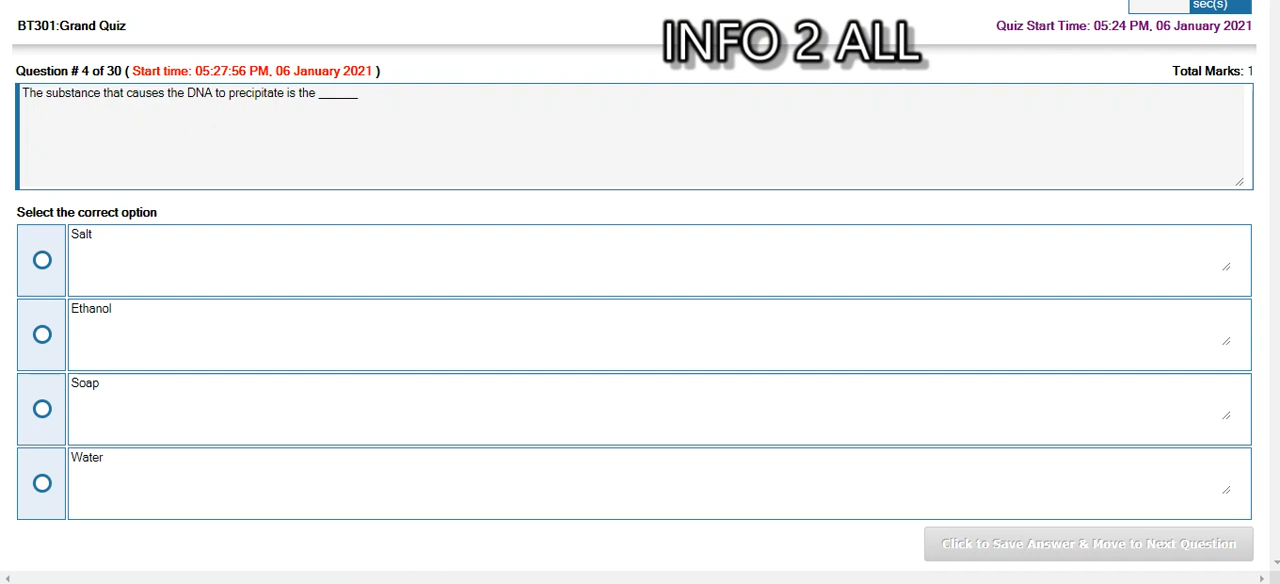 sec(s)
BT301:Grand Quiz
INFO 2 ALL
Quiz Start Time: 05:24 PM, 06 January 2021
Question # 4 of 30 ( Start time: 05:27:56 PM, 06 January 2021 )
Total Marks: 1
The substance that causes the DNA to precipitate is the ______
Select the correct option
Salt
Ethanol
Soap
Water
Click to Save Answer & Move to Next Question